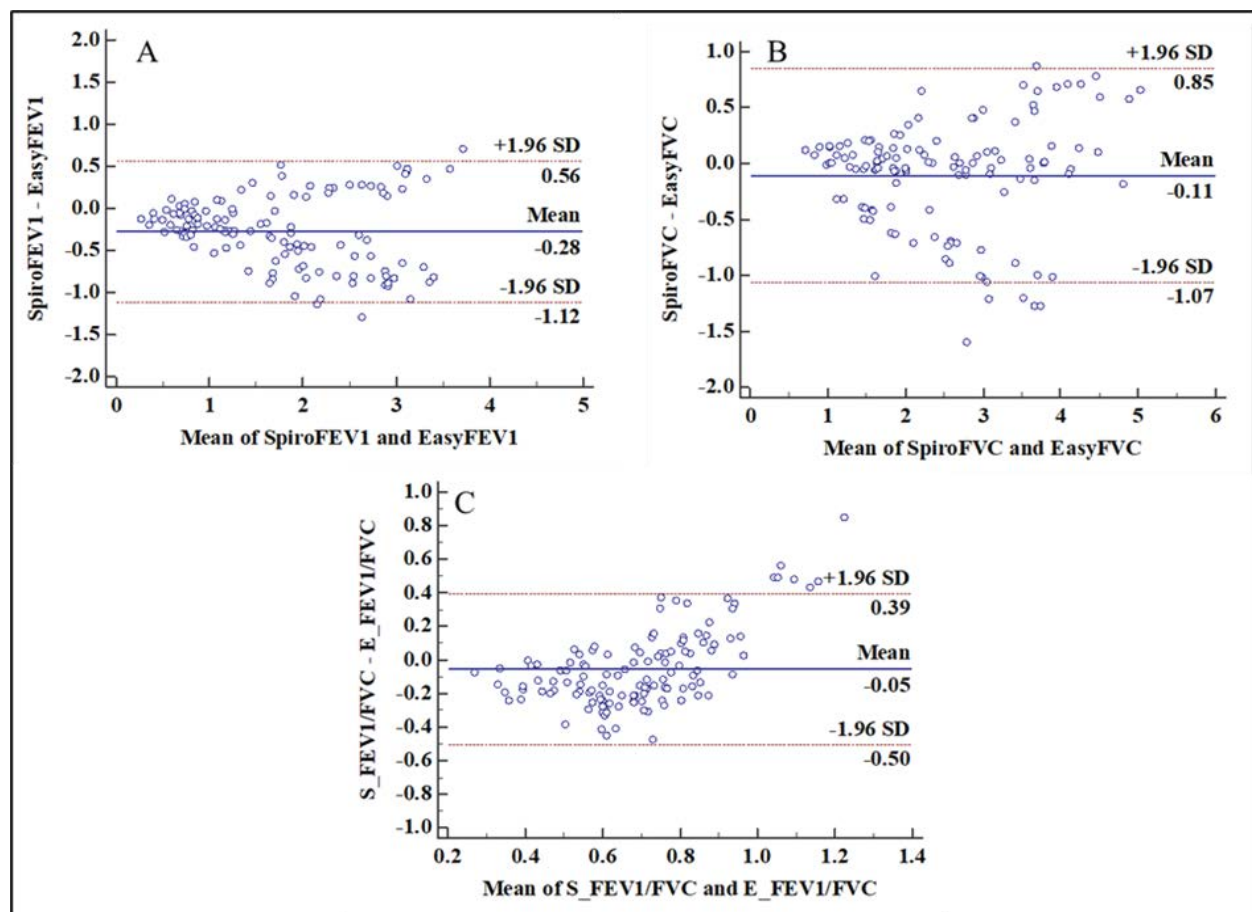 A
SpiroFEV1 - EasyFEV1
2.0
1.5
1.0
0.5
0.0
-0.5
-1.0
-1.5
-2.0
+1.96 SD
0.56
Mean
-0.28
-1.96 SD
-1.12
0 1 2 3 4 5
Mean of SpiroFEV1 and EasyFEV1
B
SpiroFVC - EasyFVC
1.0
0.5
0.0
-0.5
-1.0
-1.5
-2.0
+1.96 SD
0.85
Mean
-0.11
-1.96 SD
-1.07
0 1 2 3 4 5 6
Mean of SpiroFVC and EasyFVC
C
S_FEV1/FVC - E_FEV1/FVC
1.0
0.8
0.6
0.4
0.2
0.0
-0.2
-0.4
-0.6
-0.8
-1.0
+1.96 SD
0.39
Mean
-0.05
-1.96 SD
-0.50
0.2 0.4 0.6 0.8 1.0 1.2 1.4
Mean of S_FEV1/FVC and E_FEV1/FVC